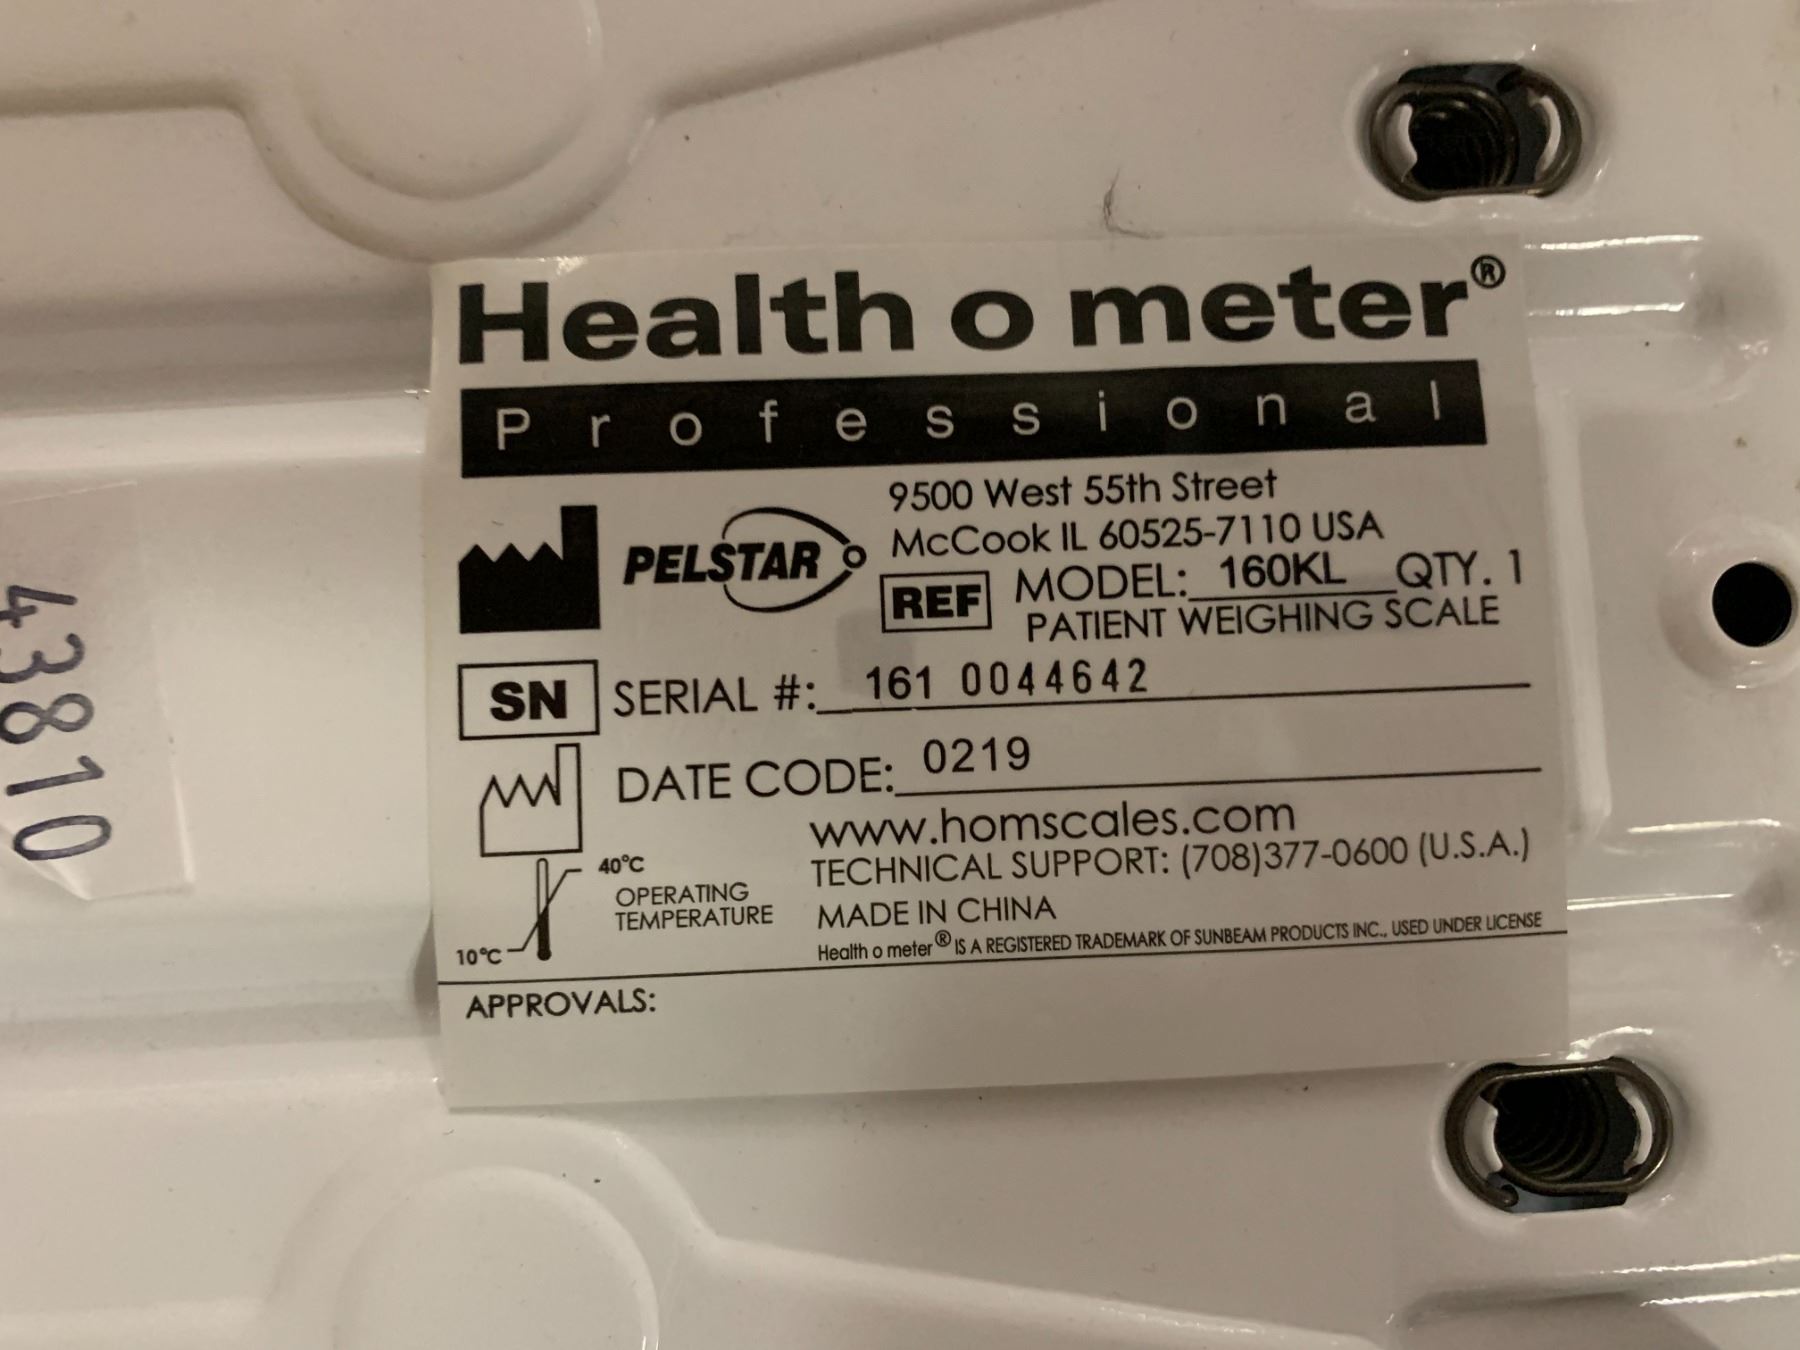 Health o meter®
Professional
9500 West 55th Street
PELSTAR
McCook IL 60525-7110 USA
REF MODEL: 160KL QTY. 1
PATIENT WEIGHING SCALE
SN SERIAL #: 161 0044642
DATE CODE: 0219
www.homscales.com
40°C
TECHNICAL SUPPORT: (708)377-0600 (U.S.A.)
OPERATING
TEMPERATURE
MADE IN CHINA
10°C
Health o meter® IS A REGISTERED TRADEMARK OF SUNBEAM PRODUCTS INC., USED UNDER LICENSE
APPROVALS:
43810